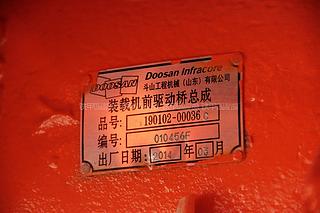 DOOSAN Doosan Infracore
斗山工程机械(山东)有限公司
装载机前驱动桥总成
品号: 190102-00036C
编号: 010456F
出厂日期 2014 年 03 月